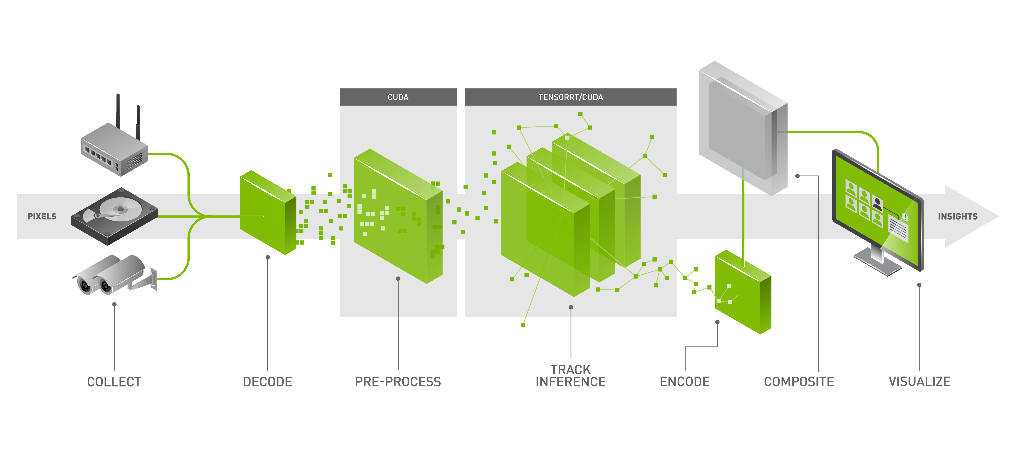 CUDA
TENSORRT/CUDA
PIXELS
INSIGHTS
COLLECT
DECODE
PRE-PROCESS
TRACK
INFERENCE
ENCODE
COMPOSITE
VISUALIZE